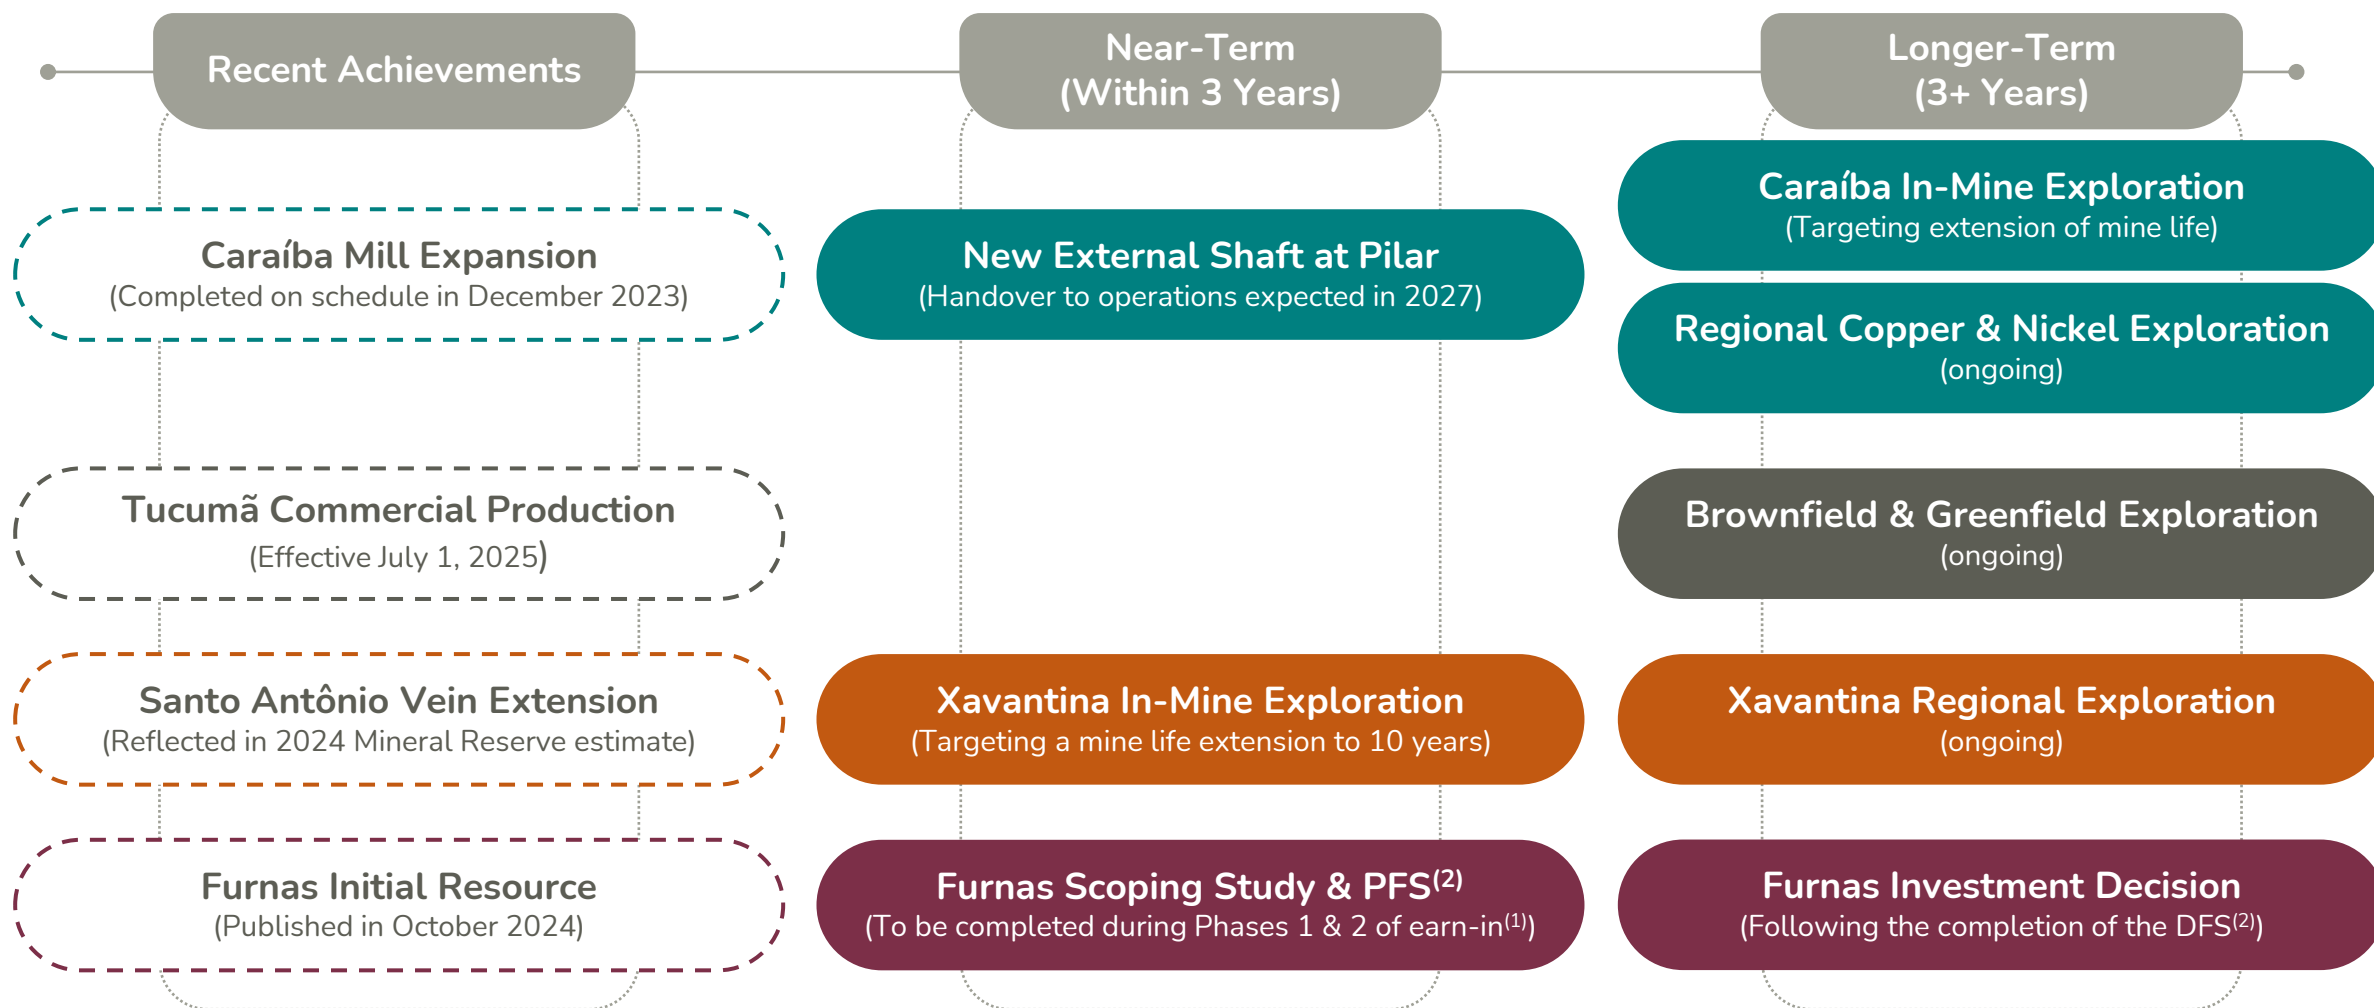 Recent Achievements
Near-Term
(Within 3 Years)
Longer-Term
(3+ Years)
Caraíba Mill Expansion
(Completed on schedule in December 2023)
Tucumã Commercial Production
(Effective July 1, 2025)
Santo Antônio Vein Extension
(Reflected in 2024 Mineral Reserve estimate)
Furnas Initial Resource
(Published in October 2024)
New External Shaft at Pilar
(Handover to operations expected in 2027)
Xavantina In-Mine Exploration
(Targeting a mine life extension to 10 years)
Furnas Scoping Study & PFS(2)
(To be completed during Phases 1 & 2 of earn-in(1))
Caraíba In-Mine Exploration
(Targeting extension of mine life)
Regional Copper & Nickel Exploration
(ongoing)
Brownfield & Greenfield Exploration
(ongoing)
Xavantina Regional Exploration
(ongoing)
Furnas Investment Decision
(Following the completion of the DFS(2))